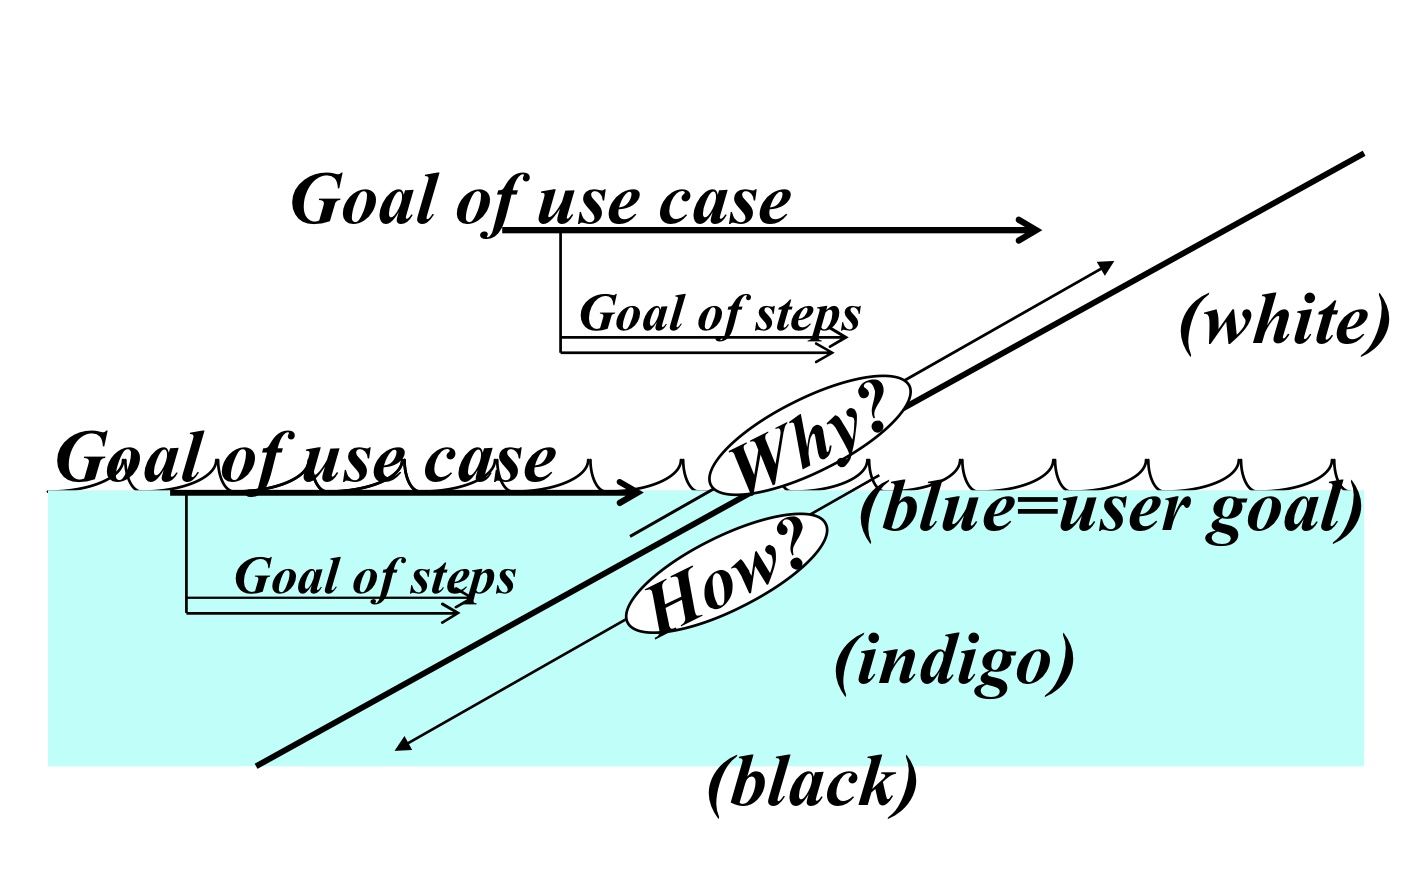 Goal of use case
Goal of steps
(white)
Why?
Goal of use case
(blue=user goal)
How?
Goal of steps
(indigo)
(black)